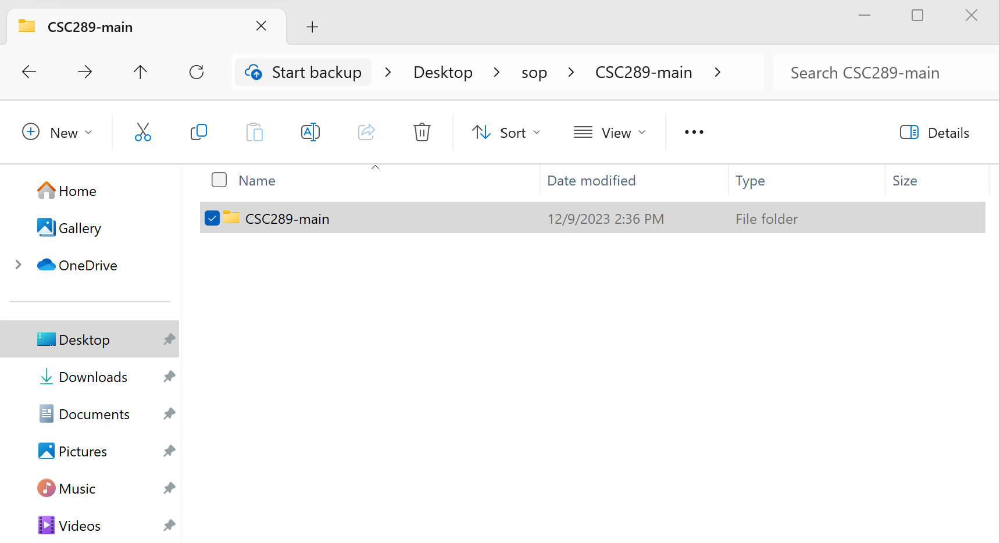 CSC289-main
Start backup > Desktop > sop > CSC289-main >
Search CSC289-main
New
Sort
View
Details
Name
Date modified
Type
Size
CSC289-main
12/9/2023 2:36 PM
File folder
Home
Gallery
OneDrive
Desktop
Downloads
Documents
Pictures
Music
Videos